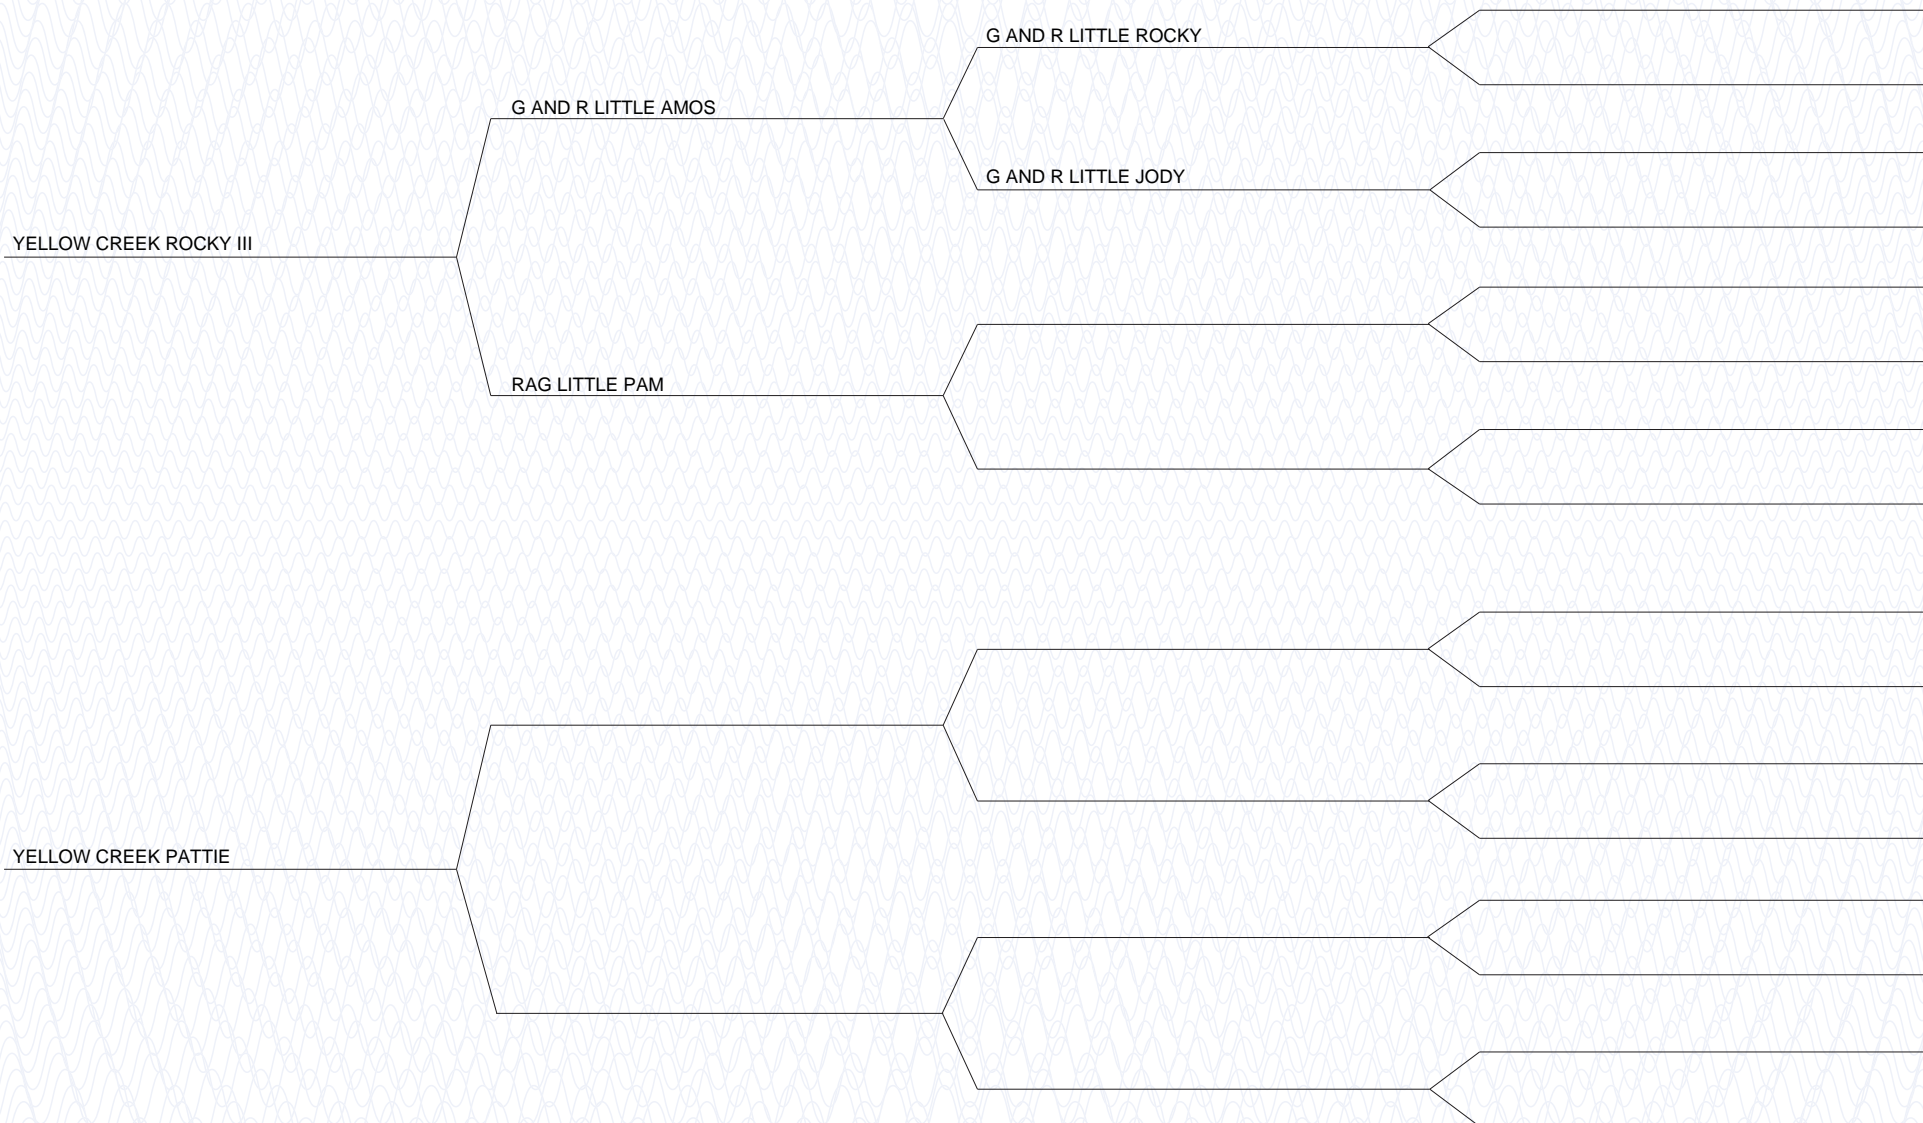 G AND R LITTLE ROCKY
G AND R LITTLE AMOS
G AND R LITTLE JODY
YELLOW CREEK ROCKY III
RAG LITTLE PAM
YELLOW CREEK PATTIE